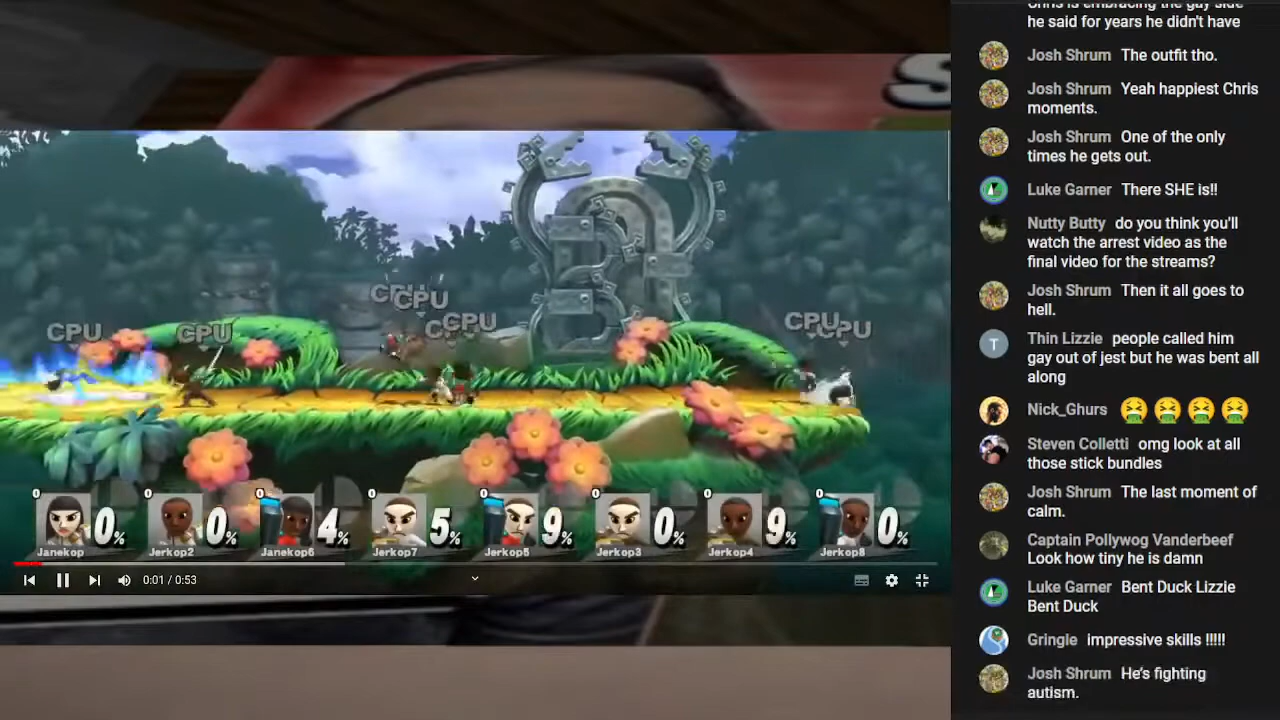 S
CPU
CPU
CPU
CPU
CPU
CPU
CPU
0 0 0 0 0 0 0 0
0% 0% 4% 5% 9% 0% 9% 0%
Janekop Jerkop2 Janekop6 Jerkop7 Jerkop5 Jerkop3 Jerkop4 Jerkop8
0:01 / 0:53
Chris is embracing the gay side
he said for years he didn't have
Josh Shrum The outfit tho.
Josh Shrum Yeah happiest Chris
moments.
Josh Shrum One of the only
times he gets out.
Luke Garner There SHE is!!
Nutty Butty do you think you'll
watch the arrest video as the
final video for the streams?
Josh Shrum Then it all goes to
hell.
T
Thin Lizzie people called him
gay out of jest but he was bent all
along
Nick_Ghurs 🤮 🤮 🤮 🤮
Steven Colletti omg look at all
those stick bundles
Josh Shrum The last moment of
calm.
Captain Pollywog Vanderbeef
Look how tiny he is damn
Luke Garner Bent Duck Lizzie
Bent Duck
Gringle impressive skills !!!!!
Josh Shrum He's fighting
autism.